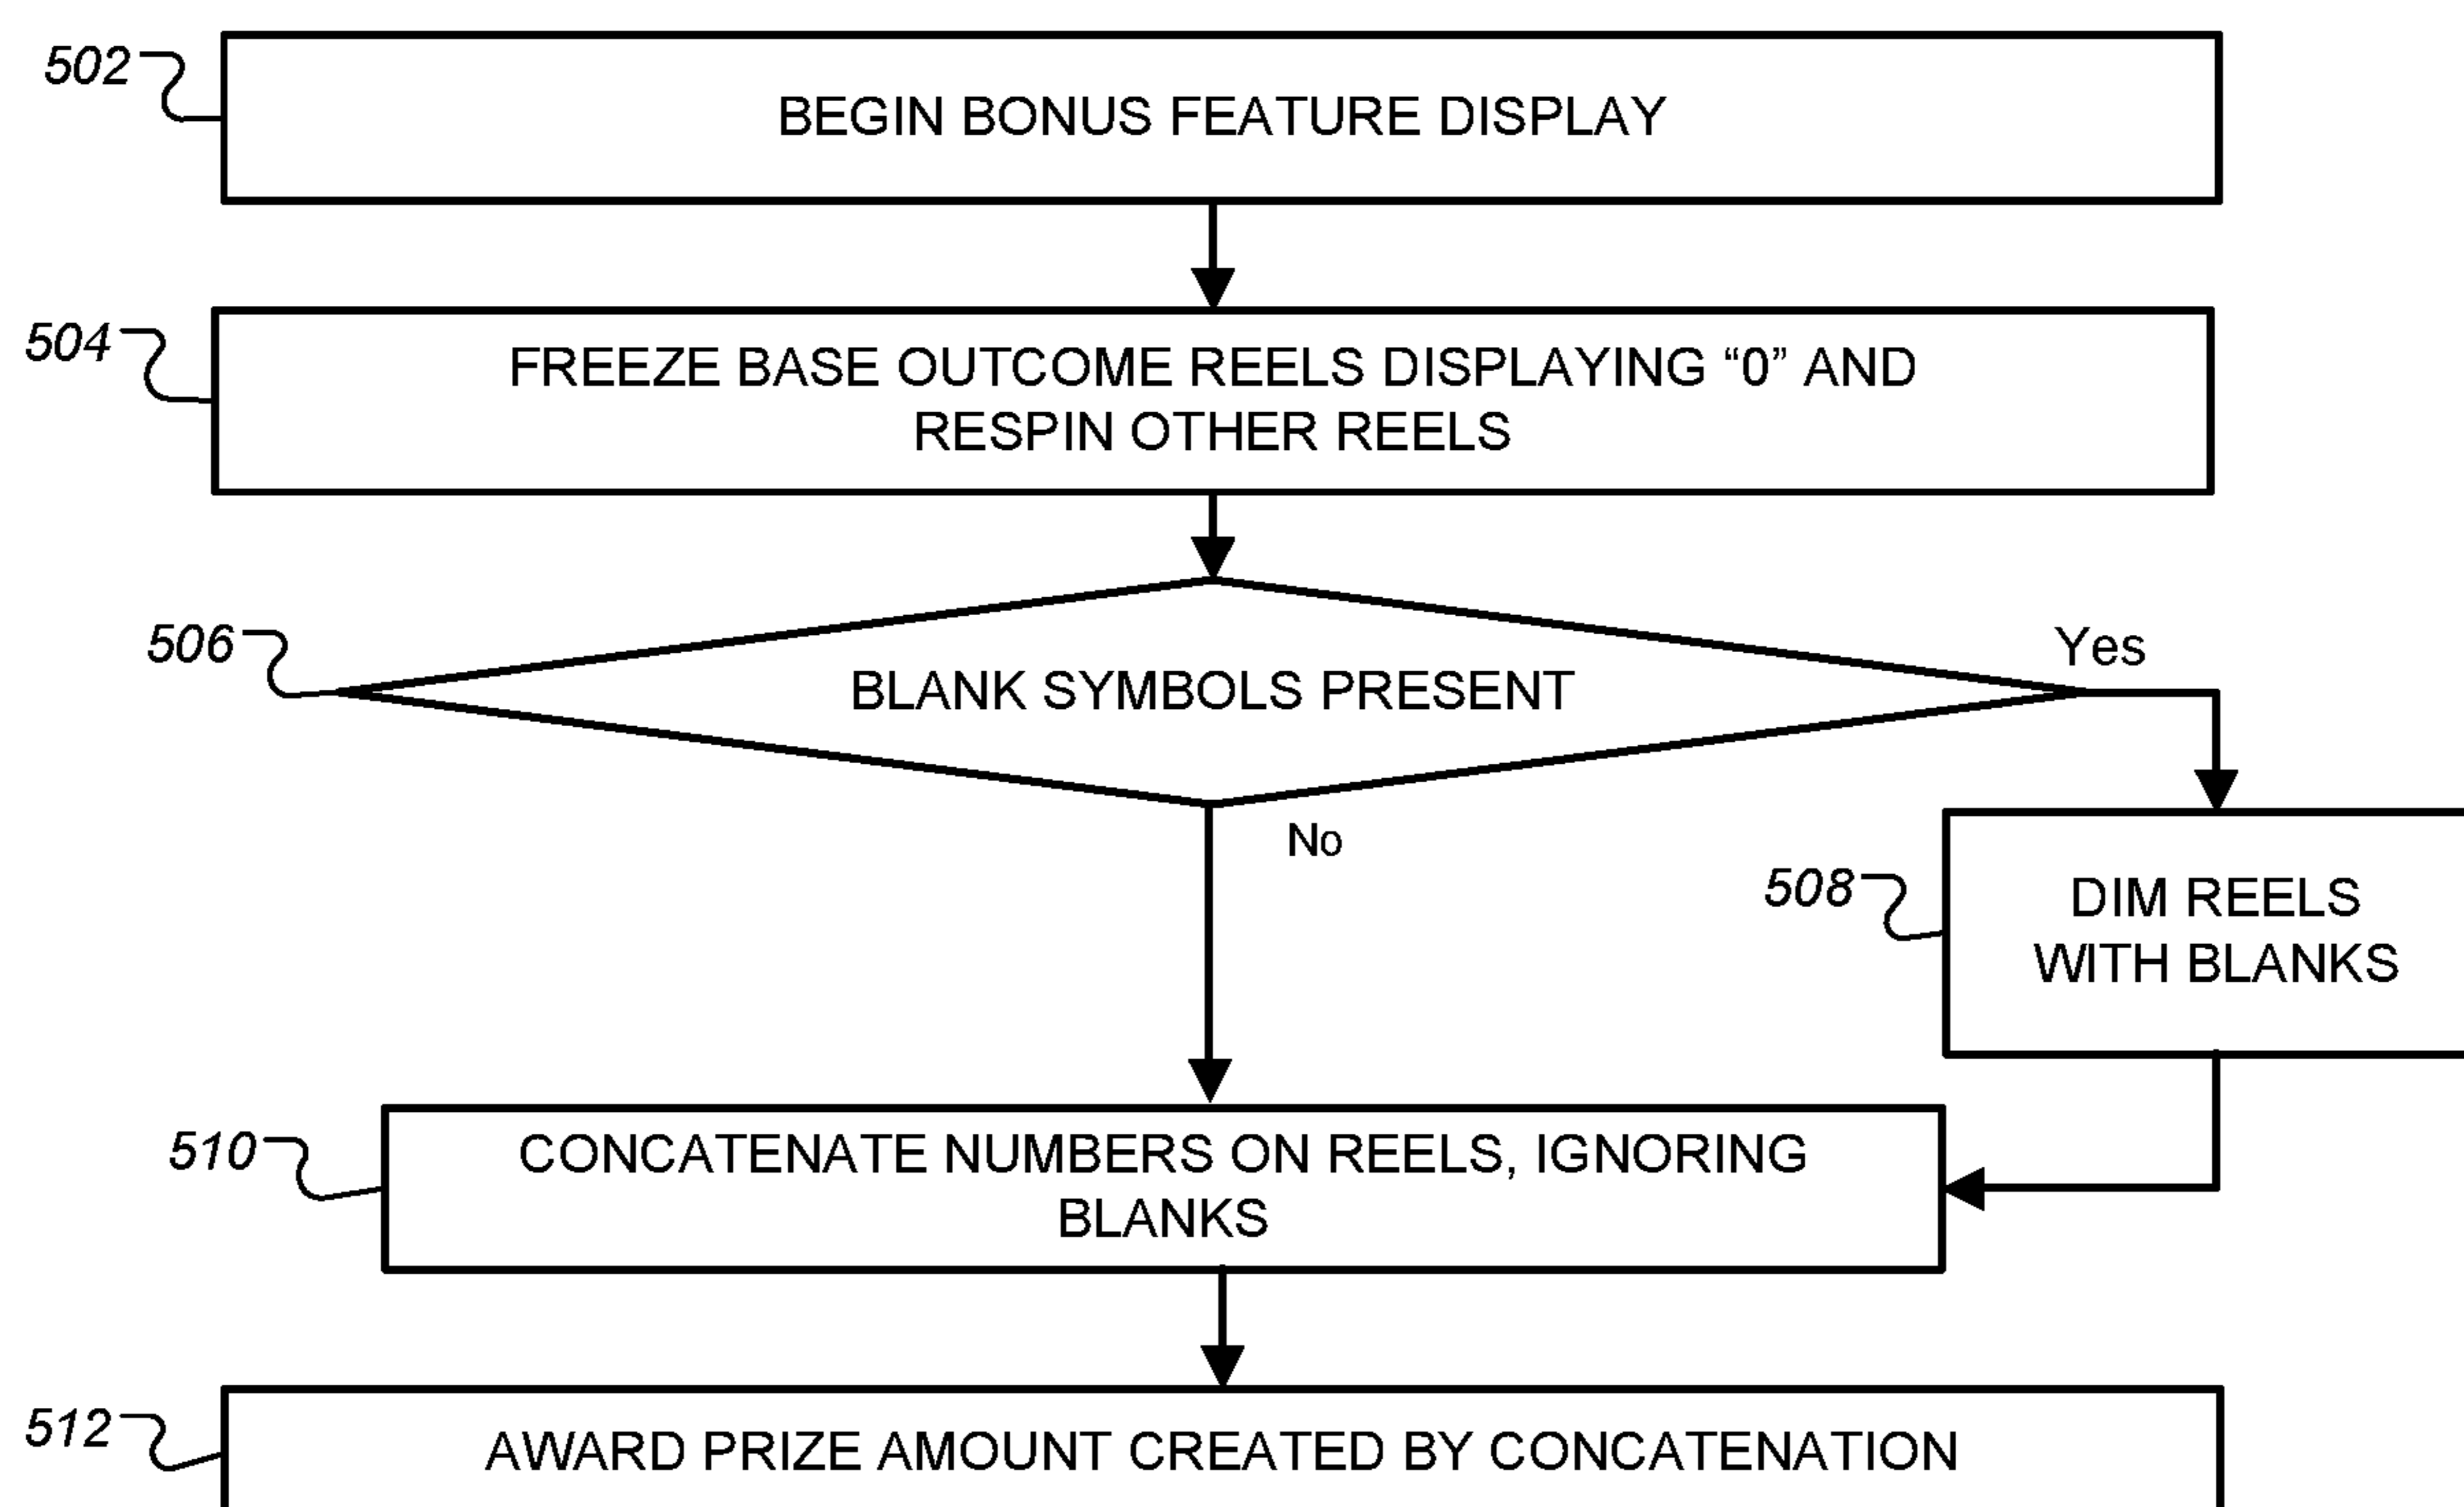 502
BEGIN BONUS FEATURE DISPLAY
504
FREEZE BASE OUTCOME REELS DISPLAYING “0” AND
RESPIN OTHER REELS
506
BLANK SYMBOLS PRESENT
Yes
No
508
DIM REELS
WITH BLANKS
510
CONCATENATE NUMBERS ON REELS, IGNORING
BLANKS
512
AWARD PRIZE AMOUNT CREATED BY CONCATENATION